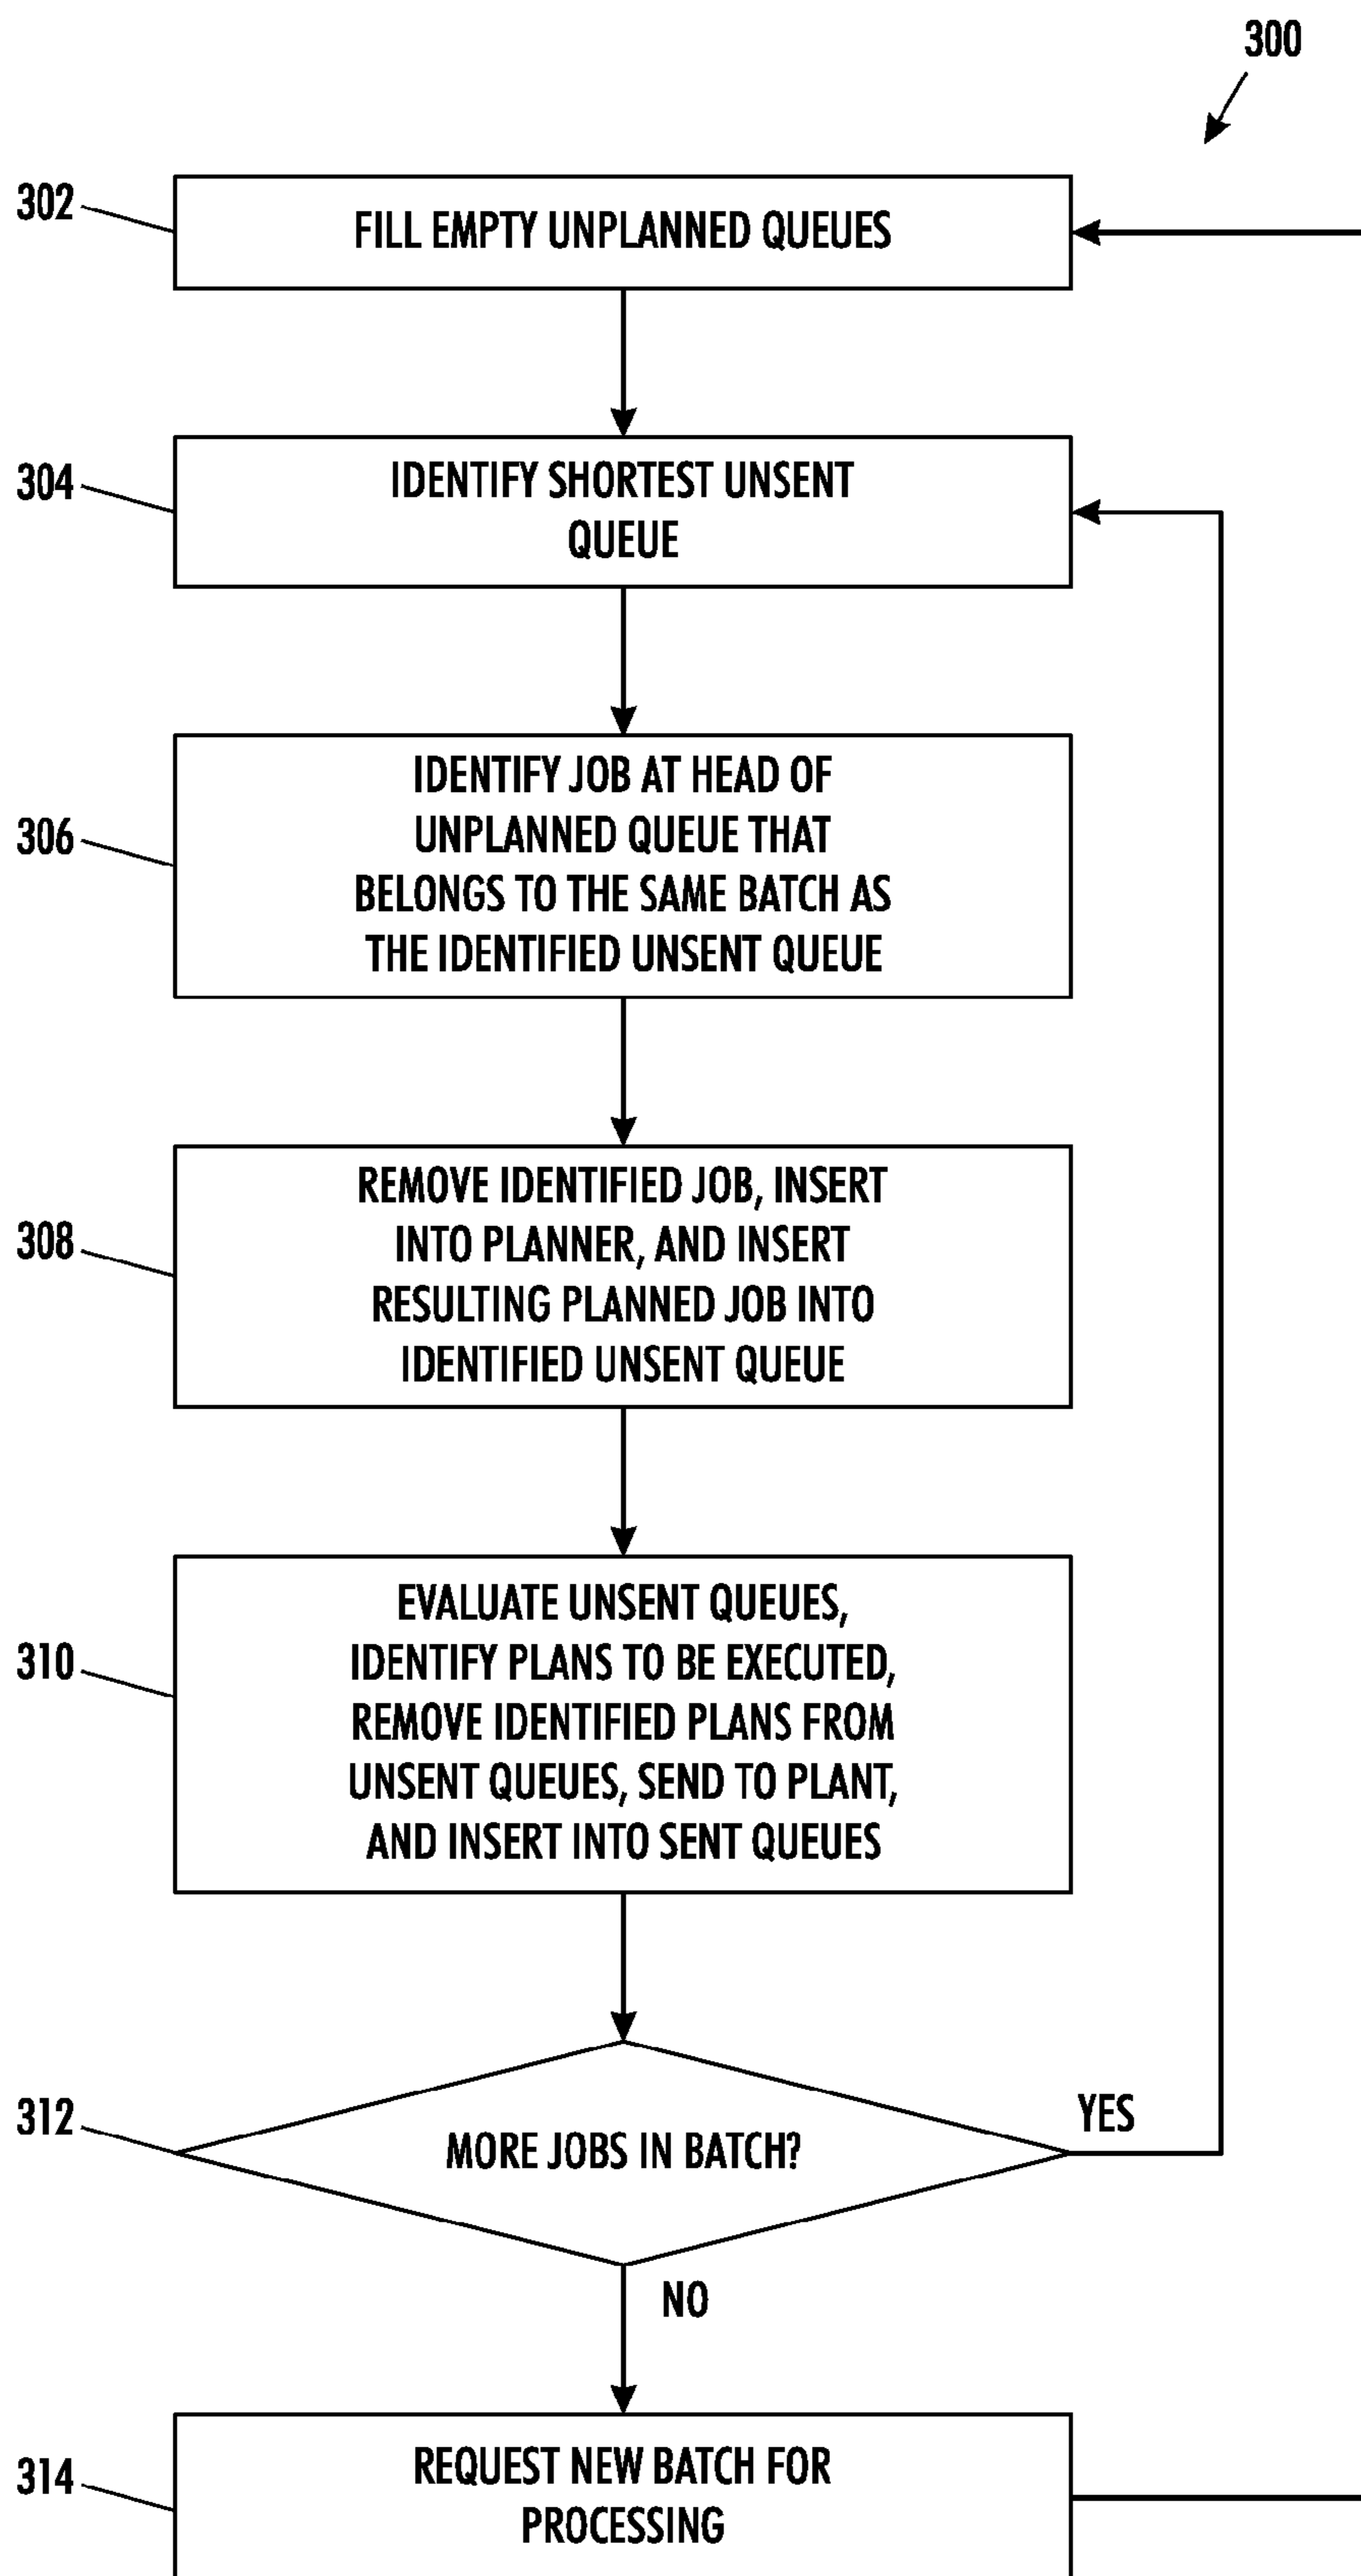 300
302
FILL EMPTY UNPLANNED QUEUES
304
IDENTIFY SHORTEST UNSENT
QUEUE
306
IDENTIFY JOB AT HEAD OF
UNPLANNED QUEUE THAT
BELONGS TO THE SAME BATCH AS
THE IDENTIFIED UNSENT QUEUE
308
REMOVE IDENTIFIED JOB, INSERT
INTO PLANNER, AND INSERT
RESULTING PLANNED JOB INTO
IDENTIFIED UNSENT QUEUE
310
EVALUATE UNSENT QUEUES,
IDENTIFY PLANS TO BE EXECUTED,
REMOVE IDENTIFIED PLANS FROM
UNSENT QUEUES, SEND TO PLANT,
AND INSERT INTO SENT QUEUES
312
MORE JOBS IN BATCH?
YES
NO
314
REQUEST NEW BATCH FOR
PROCESSING